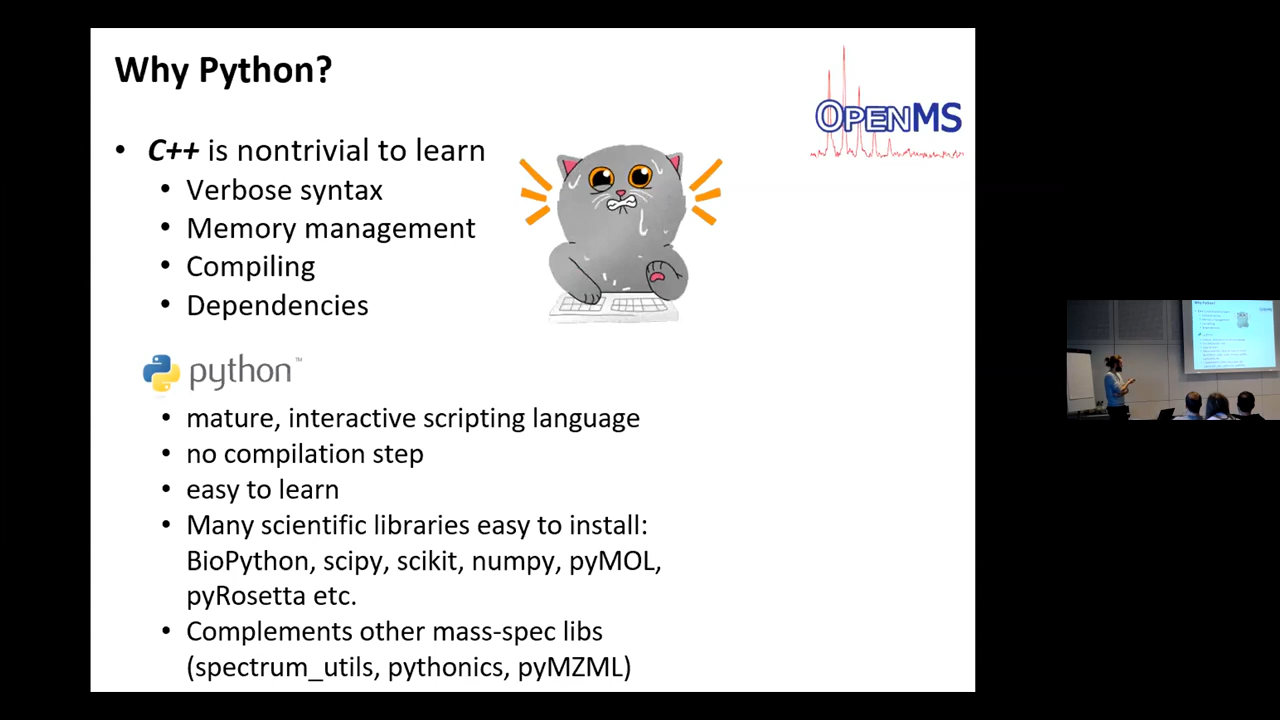 Why Python?
OPENMS
• C++ is nontrivial to learn
• Verbose syntax
• Memory management
• Compiling
• Dependencies
python™
• mature, interactive scripting language
• no compilation step
• easy to learn
• Many scientific libraries easy to install:
BioPython, scipy, scikit, numpy, pyMOL,
pyRosetta etc.
• Complements other mass-spec libs
(spectrum_utils, pythonics, pyMZML)
Why Python?